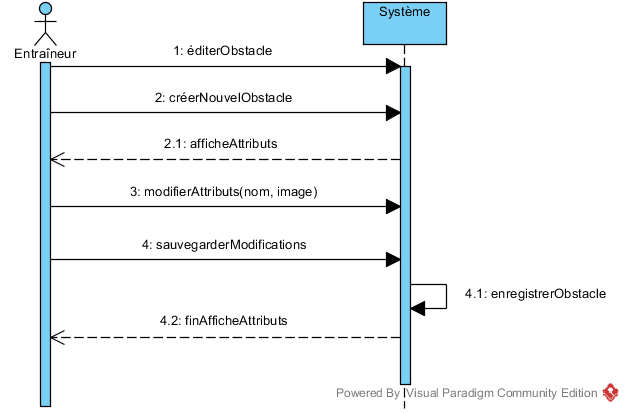 Système
Entraîneur
1: éditerObstacle
2: créerNouvelObstacle
2.1: afficheAttributs
3: modifierAttributs(nom, image)
4: sauvegarderModifications
4.1: enregistrerObstacle
4.2: finAfficheAttributs
Powered By Visual Paradigm Community Edition